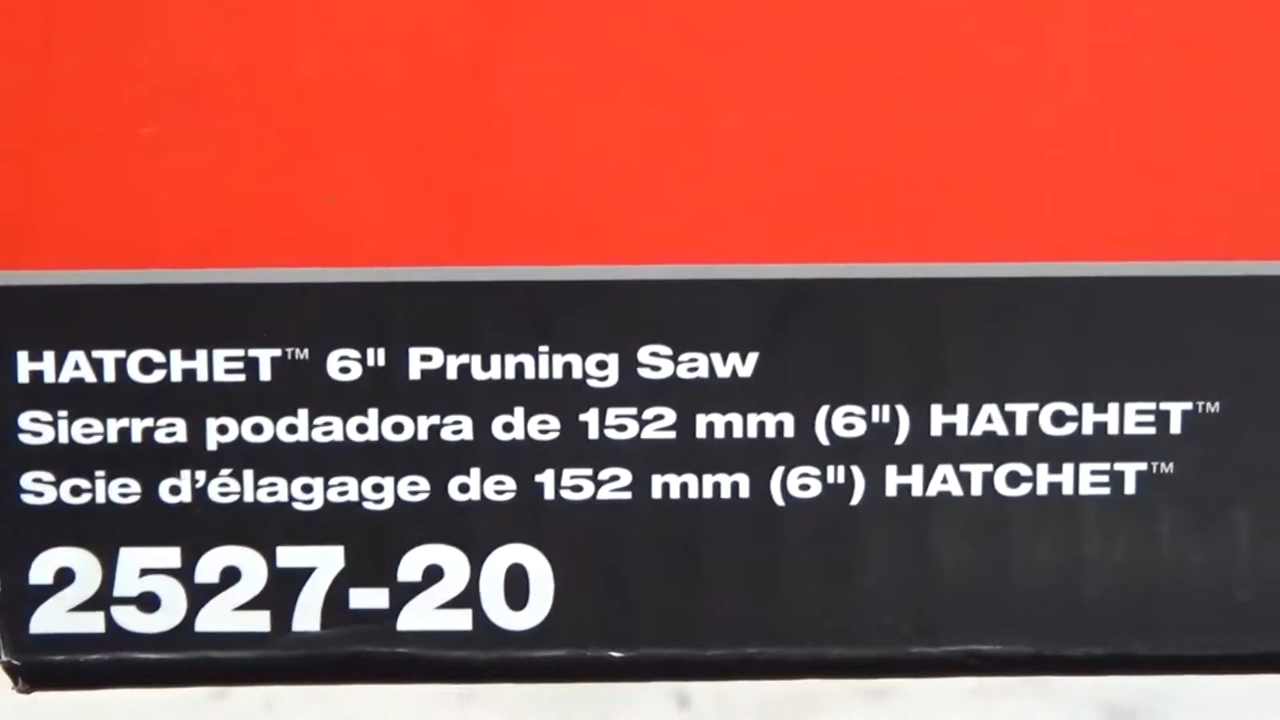 HATCHET™ 6" Pruning Saw
Sierra podadora de 152 mm (6") HATCHET™
Scie d'élagage de 152 mm (6") HATCHET™
2527-20